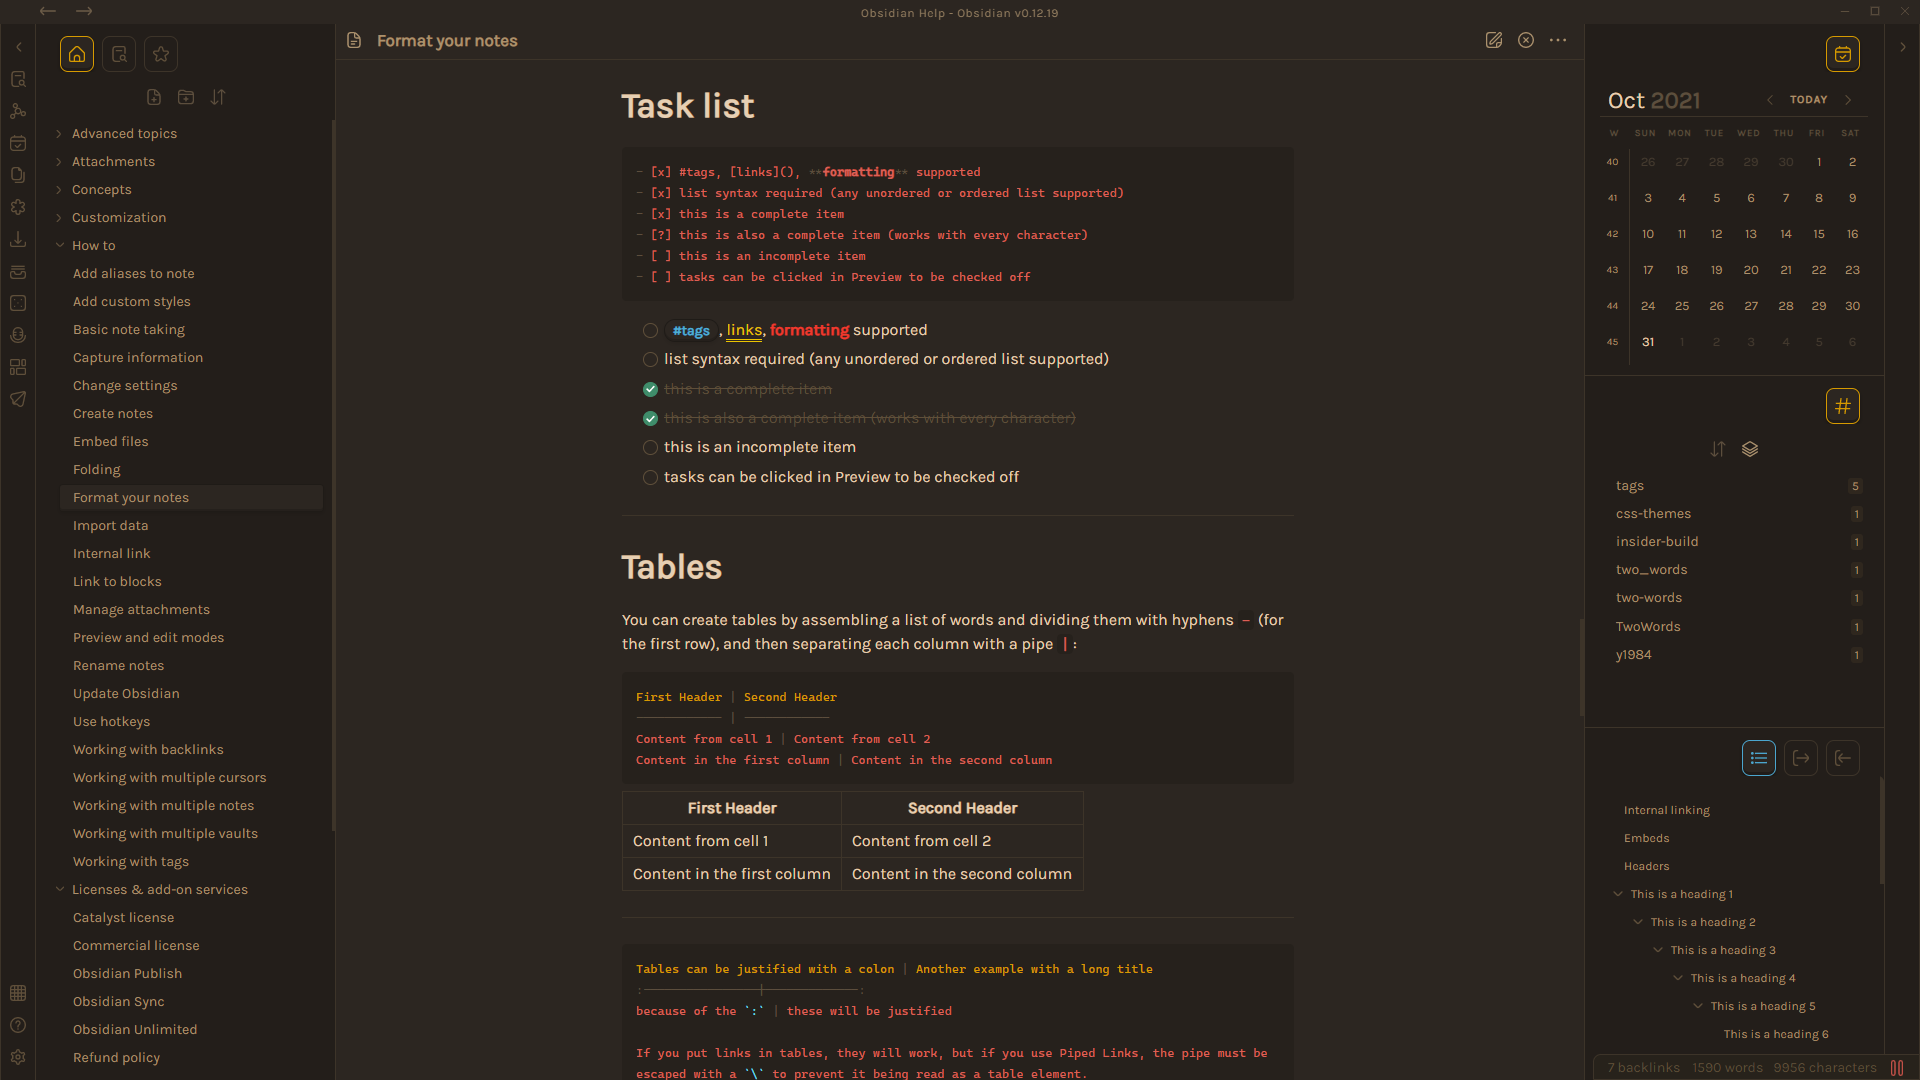 Obsidian Help - Obsidian v0.12.19
Format your notes
Advanced topics
Attachments
Concepts
Customization
How to
Add aliases to note
Add custom styles
Basic note taking
Capture information
Change settings
Create notes
Embed files
Folding
Format your notes
Import data
Internal link
Link to blocks
Manage attachments
Preview and edit modes
Rename notes
Update Obsidian
Use hotkeys
Working with backlinks
Working with multiple cursors
Working with multiple notes
Working with multiple vaults
Working with tags
Licenses & add-on services
Catalyst license
Commercial license
Obsidian Publish
Obsidian Sync
Obsidian Unlimited
Refund policy
Task list
- [x] #tags, [links](), **formatting** supported
- [x] list syntax required (any unordered or ordered list supported)
- [x] this is a complete item
- [?] this is also a complete item (works with every character)
- [ ] this is an incomplete item
- [ ] tasks can be clicked in Preview to be checked off
#tags , links, formatting supported
list syntax required (any unordered or ordered list supported)
this is a complete item
this is also a complete item (works with every character)
this is an incomplete item
tasks can be clicked in Preview to be checked off
Tables
You can create tables by assembling a list of words and dividing them with hyphens - (for
the first row), and then separating each column with a pipe | :
First Header | Second Header
------------ | ------------
Content from cell 1 | Content from cell 2
Content in the first column | Content in the second column
First Header Second Header
Content from cell 1 Content from cell 2
Content in the first column Content in the second column
Tables can be justified with a colon | Another example with a long title
:----------------|-------------:
because of the `:` | these will be justified
If you put links in tables, they will work, but if you use Piped Links, the pipe must be
escaped with a `\` to prevent it being read as a table element.
Oct 2021 TODAY
W SUN MON TUE WED THU FRI SAT
40 26 27 28 29 30 1 2
41 3 4 5 6 7 8 9
42 10 11 12 13 14 15 16
43 17 18 19 20 21 22 23
44 24 25 26 27 28 29 30
45 31 1 2 3 4 5 6
tags 5
css-themes 1
insider-build 1
two_words 1
two-words 1
TwoWords 1
y1984 1
Internal linking
Embeds
Headers
This is a heading 1
This is a heading 2
This is a heading 3
This is a heading 4
This is a heading 5
This is a heading 6
7 backlinks 1590 words 9956 characters